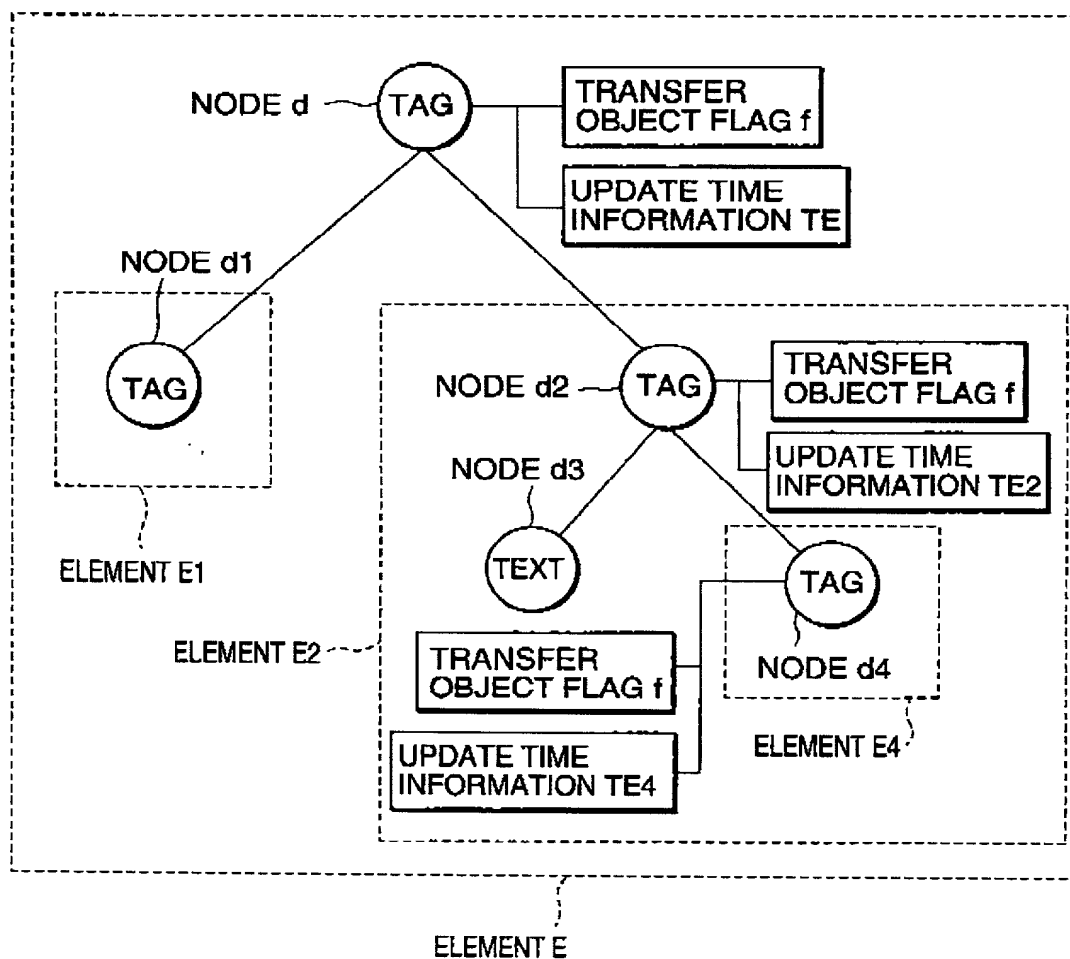 NODE d
TAG
TRANSFER
OBJECT FLAG f
UPDATE TIME
INFORMATION TE
NODE d1
TAG
NODE d2
TAG
TRANSFER
OBJECT FLAG f
UPDATE TIME
INFORMATION TE2
NODE d3
TEXT
TAG
NODE d4
ELEMENT E1
ELEMENT E2
TRANSFER
OBJECT FLAG f
UPDATE TIME
INFORMATION TE4
ELEMENT E4
ELEMENT E